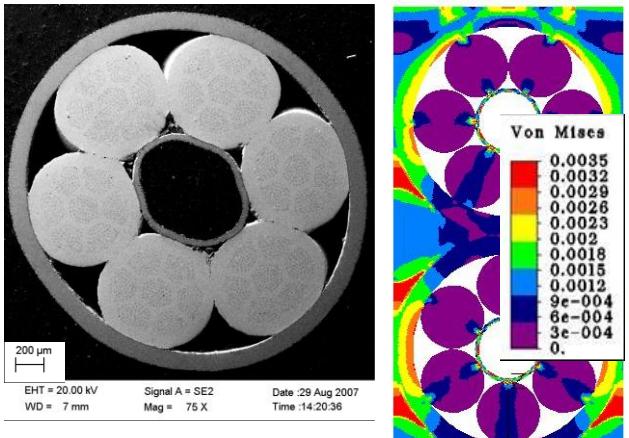 200 µm
EHT = 20.00 kV Signal A = SE2 Date :29 Aug 2007
WD = 7 mm Mag = 75 X Time :14:20:36
Von Mises
0.0035
0.0032
0.0029
0.0026
0.0023
0.002
0.0018
0.0015
0.0012
9e-004
6e-004
3e-004
0.